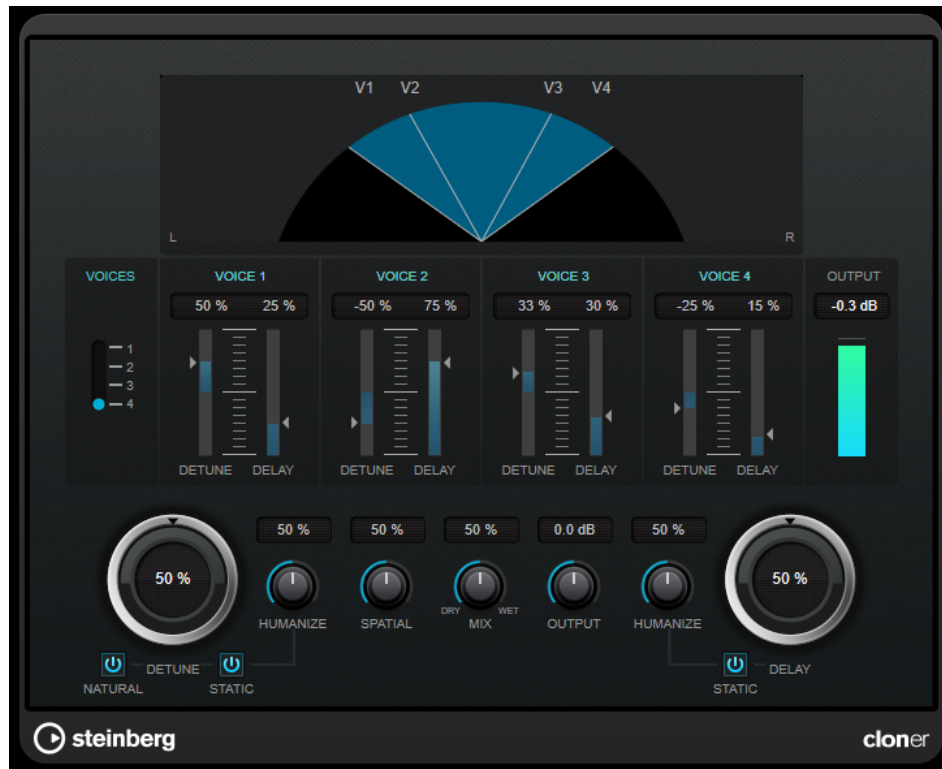 V1 V2 V3 V4
L R
VOICES VOICE 1 VOICE 2 VOICE 3 VOICE 4 OUTPUT
50 % 25 % -50 % 75 % 33 % 30 % -25 % 15 % -0.3 dB
1
2
3
4
DETUNE DELAY DETUNE DELAY DETUNE DELAY DETUNE DELAY
50 % 50 % 50 % 0.0 dB 50 %
50 % 50 %
DRY WET
HUMANIZE SPATIAL MIX OUTPUT HUMANIZE
DETUNE DELAY
NATURAL STATIC STATIC
steinberg cloner